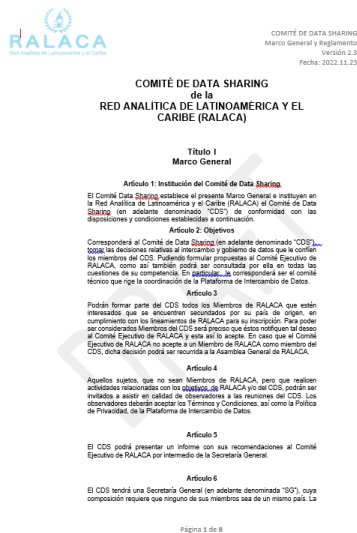 RALACA
Red Analítica de Latinoamérica y el Caribe
COMITÉ DE DATA SHARING
Marco General y Reglamento
Versión 2.3
Fecha: 2022.11.23
COMITÉ DE DATA SHARING
de la
RED ANALÍTICA DE LATINOAMÉRICA Y EL
CARIBE (RALACA)
Título I
Marco General
Artículo 1: Institución del Comité de Data Sharing
El Comité Data Sharing establece el presente Marco General e instituyen en
la Red Analítica de Latinoamérica y el Caribe (RALACA) el Comité de Data
Sharing (en adelante denominado "CDS") de conformidad con las
disposiciones y condiciones establecidas a continuación.
Artículo 2: Objetivos
Corresponderá al Comité de Data Sharing (en adelante denominado "CDS")
tomar las decisiones relativas al intercambio y gobierno de datos que le confíen
los miembros del CDS. Pudiendo formular propuestas al Comité Ejecutivo de
RALACA, como así también podrá ser consultada por ella en todas las
cuestiones de su competencia. En particular, le corresponderá ser el comité
técnico que rige la coordinación de la Plataforma de Intercambio de Datos.
Artículo 3
Podrán formar parte del CDS todos los Miembros de RALACA que estén
interesados que se encuentren secundados por su país de origen, en
cumplimiento con los lineamientos de RALACA para su inscripción. Para poder
ser considerados Miembros del CDS será preciso que éstos notifiquen tal deseo
al Comité Ejecutivo de RALACA y esta así lo acepte. En caso que el Comité
Ejecutivo de RALACA no acepte a un Miembro de RALACA como miembro del
CDS, dicha decisión podrá ser recurrida a la Asamblea General de RALACA.
Artículo 4
Aquellos sujetos, que no sean Miembros de RALACA, pero que realicen
actividades relacionadas con los objetivos de RALACA y/o del CDS, podrán ser
invitados a asistir en calidad de observadores a las reuniones del CDS. Los
observadores deberán aceptar los Términos y Condiciones, así como la Política
de Privacidad, de la Plataforma de Intercambio de Datos.
Artículo 5
El CDS podrá presentar un informe con sus recomendaciones al Comité
Ejecutivo de RALACA por intermedio de la Secretaría General.
Artículo 6
El CDS tendrá una Secretaría General (en adelante denominada "SG"), cuya
composición requiere que ninguno de sus miembros sea de un mismo país. La
Página 1 de 8
DRAFT